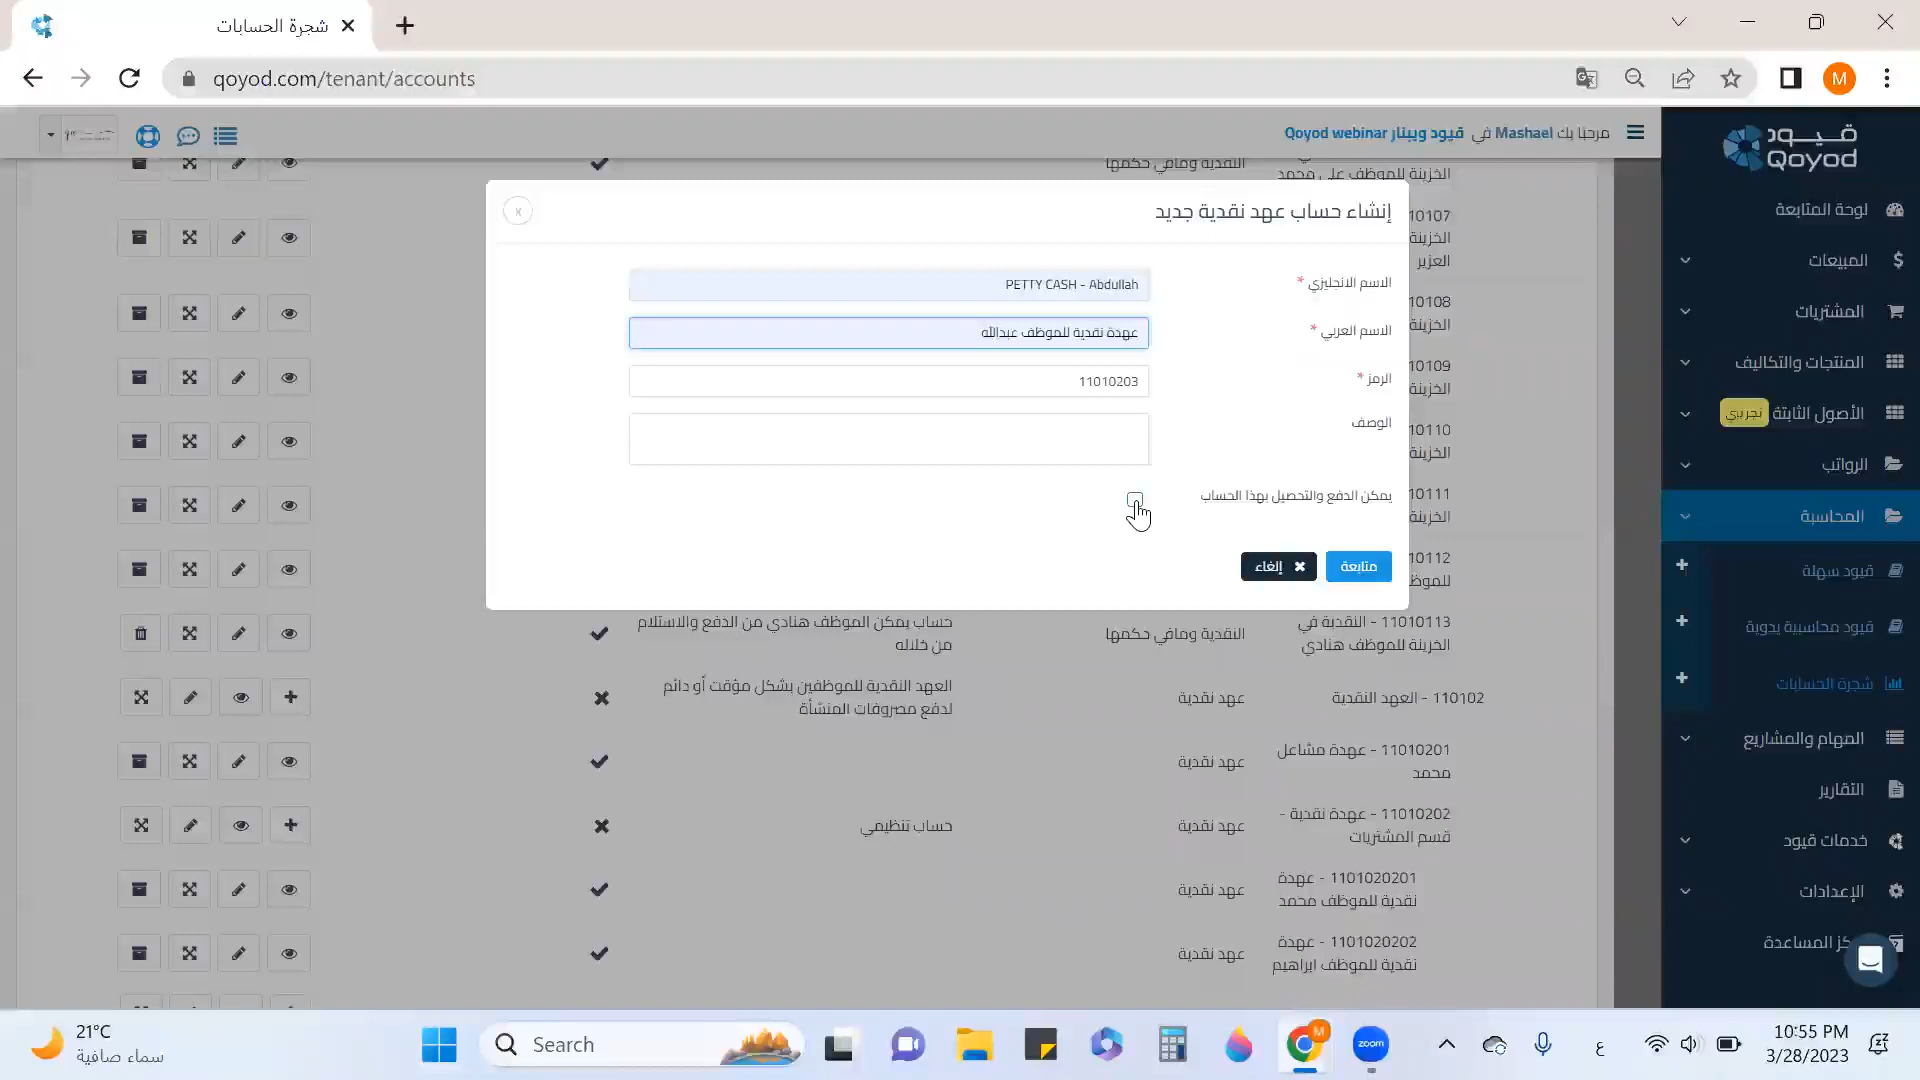 شجرة الحسابات
qoyod.com/tenant/accounts
M
مرحبًا بك Mashael في قيود ويبنار Qoyod webinar
قيود
Qoyod
لوحة المتابعة
المبيعات
المشتريات
المنتجات والتكاليف
الأصول الثابتة تجريبي
الرواتب
المحاسبة
قيود سهلة
قيود محاسبية يدوية
شجرة الحسابات
المهام والمشاريع
التقارير
خدمات قيود
الإعدادات
المساعدة
النقدية ومافي حكمها
الخزينة للموظف علي محمد
10107
الخزينة
العزيز
10108
الخزينة
10109
الخزينة
10110
الخزينة
10111
الخزينة
10112
للموظ
إنشاء حساب عهد نقدية جديد
x
الاسم الانجليزي *
PETTY CASH - Abdullah
الاسم العربي *
عهدة نقدية للموظف عبدالله
الرمز *
11010203
الوصف
يمكن الدفع والتحصيل بهذا الحساب
متابعة
إلغاء
11010113 - النقدية في
الخزينة للموظف هنادي
النقدية ومافي حكمها
حساب يمكن الموظف هنادي من الدفع والاستلام
من خلاله
110102 - العهد النقدية
عهد نقدية
العهد النقدية للموظفين بشكل مؤقت أو دائم
لدفع مصروفات المنشأة
11010201 - عهدة مشاعل
محمد
عهد نقدية
11010202 - عهدة نقدية -
قسم المشتريات
عهد نقدية
حساب تنظيمي
1101020201 - عهدة
نقدية للموظف محمد
عهد نقدية
1101020202 - عهدة
نقدية للموظف ابراهيم
عهد نقدية
21°C
سماء صافية
Search
M
zoom
ع
10:55 PM
3/28/2023